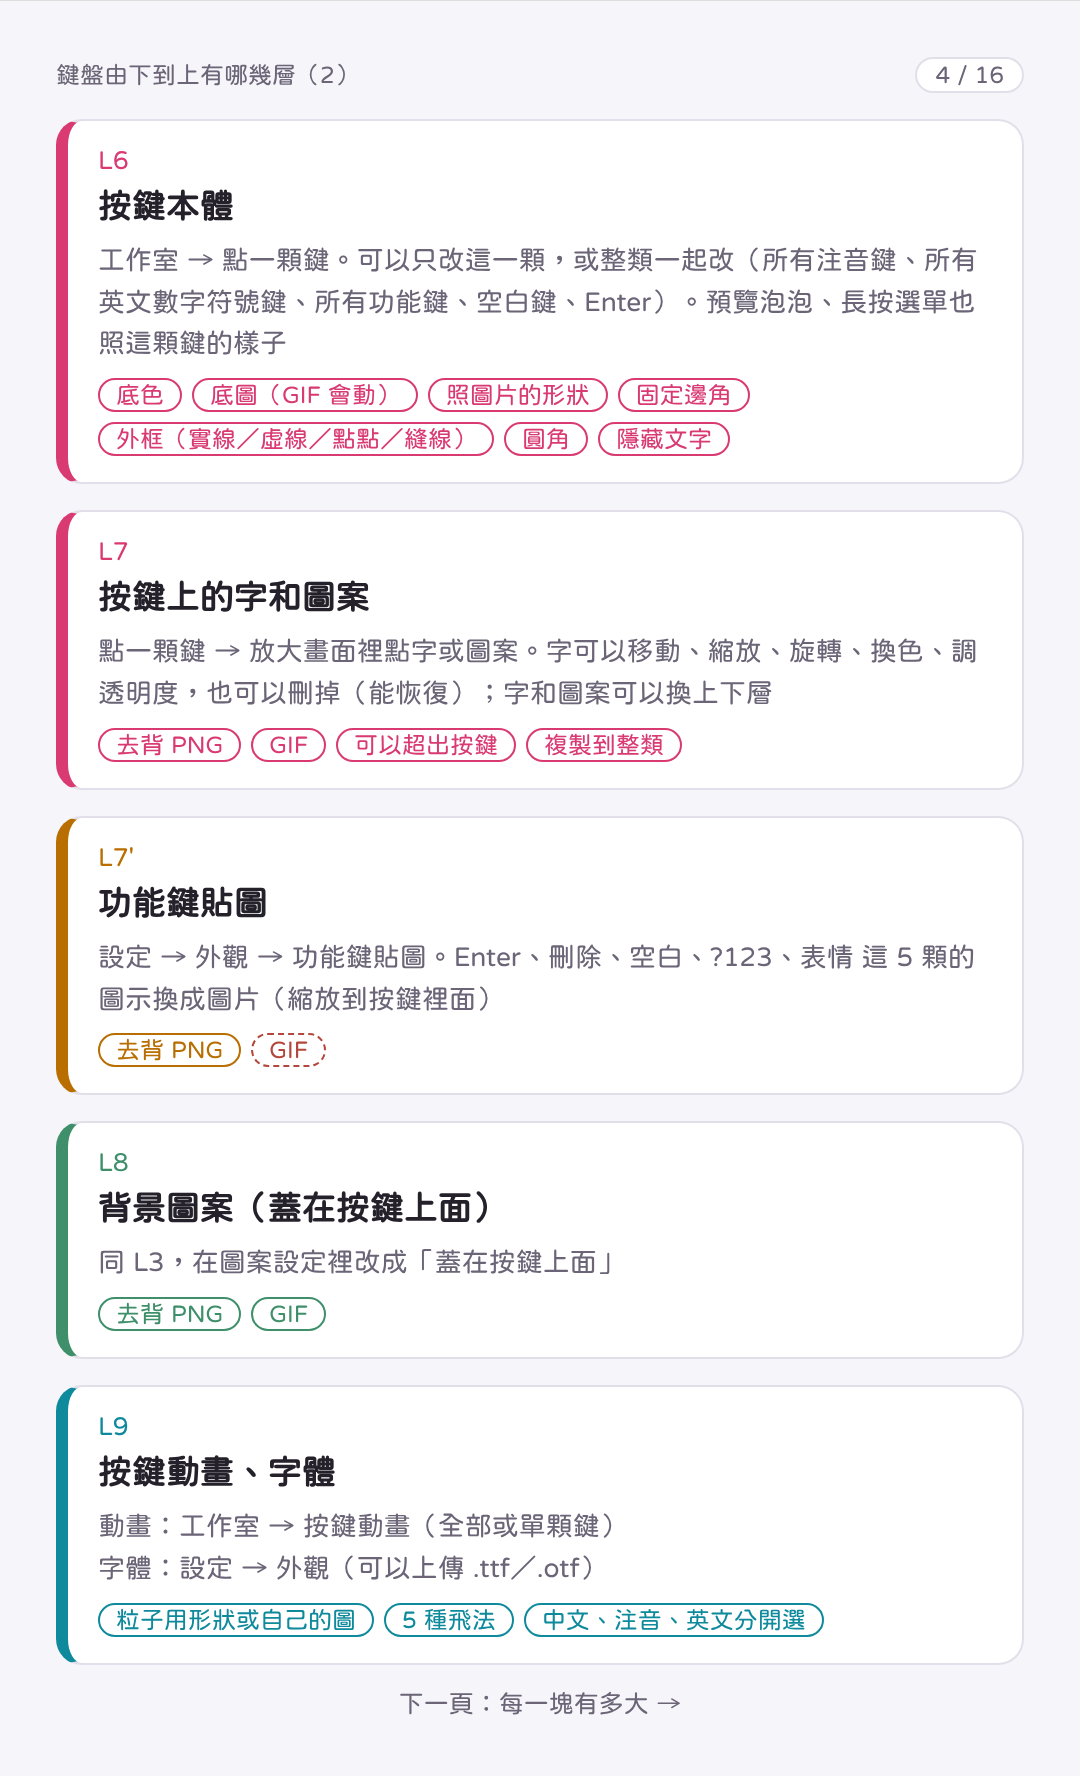 鍵盤由下到上有哪幾層（2）
4 / 16
L6
按鍵本體
工作室 → 點一顆鍵。可以只改這一顆，或整類一起改（所有注音鍵、所有
英文數字符號鍵、所有功能鍵、空白鍵、Enter）。預覽泡泡、長按選單也
照這顆鍵的樣子
底色 底圖（GIF 會動） 照圖片的形狀 固定邊角
外框（實線／虛線／點點／縫線） 圓角 隱藏文字
L7
按鍵上的字和圖案
點一顆鍵 → 放大畫面裡點字或圖案。字可以移動、縮放、旋轉、換色、調
透明度，也可以刪掉（能恢復）；字和圖案可以換上下層
去背 PNG GIF 可以超出按鍵 複製到整類
L7'
功能鍵貼圖
設定 → 外觀 → 功能鍵貼圖。Enter、刪除、空白、?123、表情 這 5 顆的
圖示換成圖片（縮放到按鍵裡面）
去背 PNG GIF
L8
背景圖案（蓋在按鍵上面）
同 L3，在圖案設定裡改成「蓋在按鍵上面」
去背 PNG GIF
L9
按鍵動畫、字體
動畫：工作室 → 按鍵動畫（全部或單顆鍵）
字體：設定 → 外觀（可以上傳 .ttf／.otf）
粒子用形狀或自己的圖 5 種飛法 中文、注音、英文分開選
下一頁：每一塊有多大 →